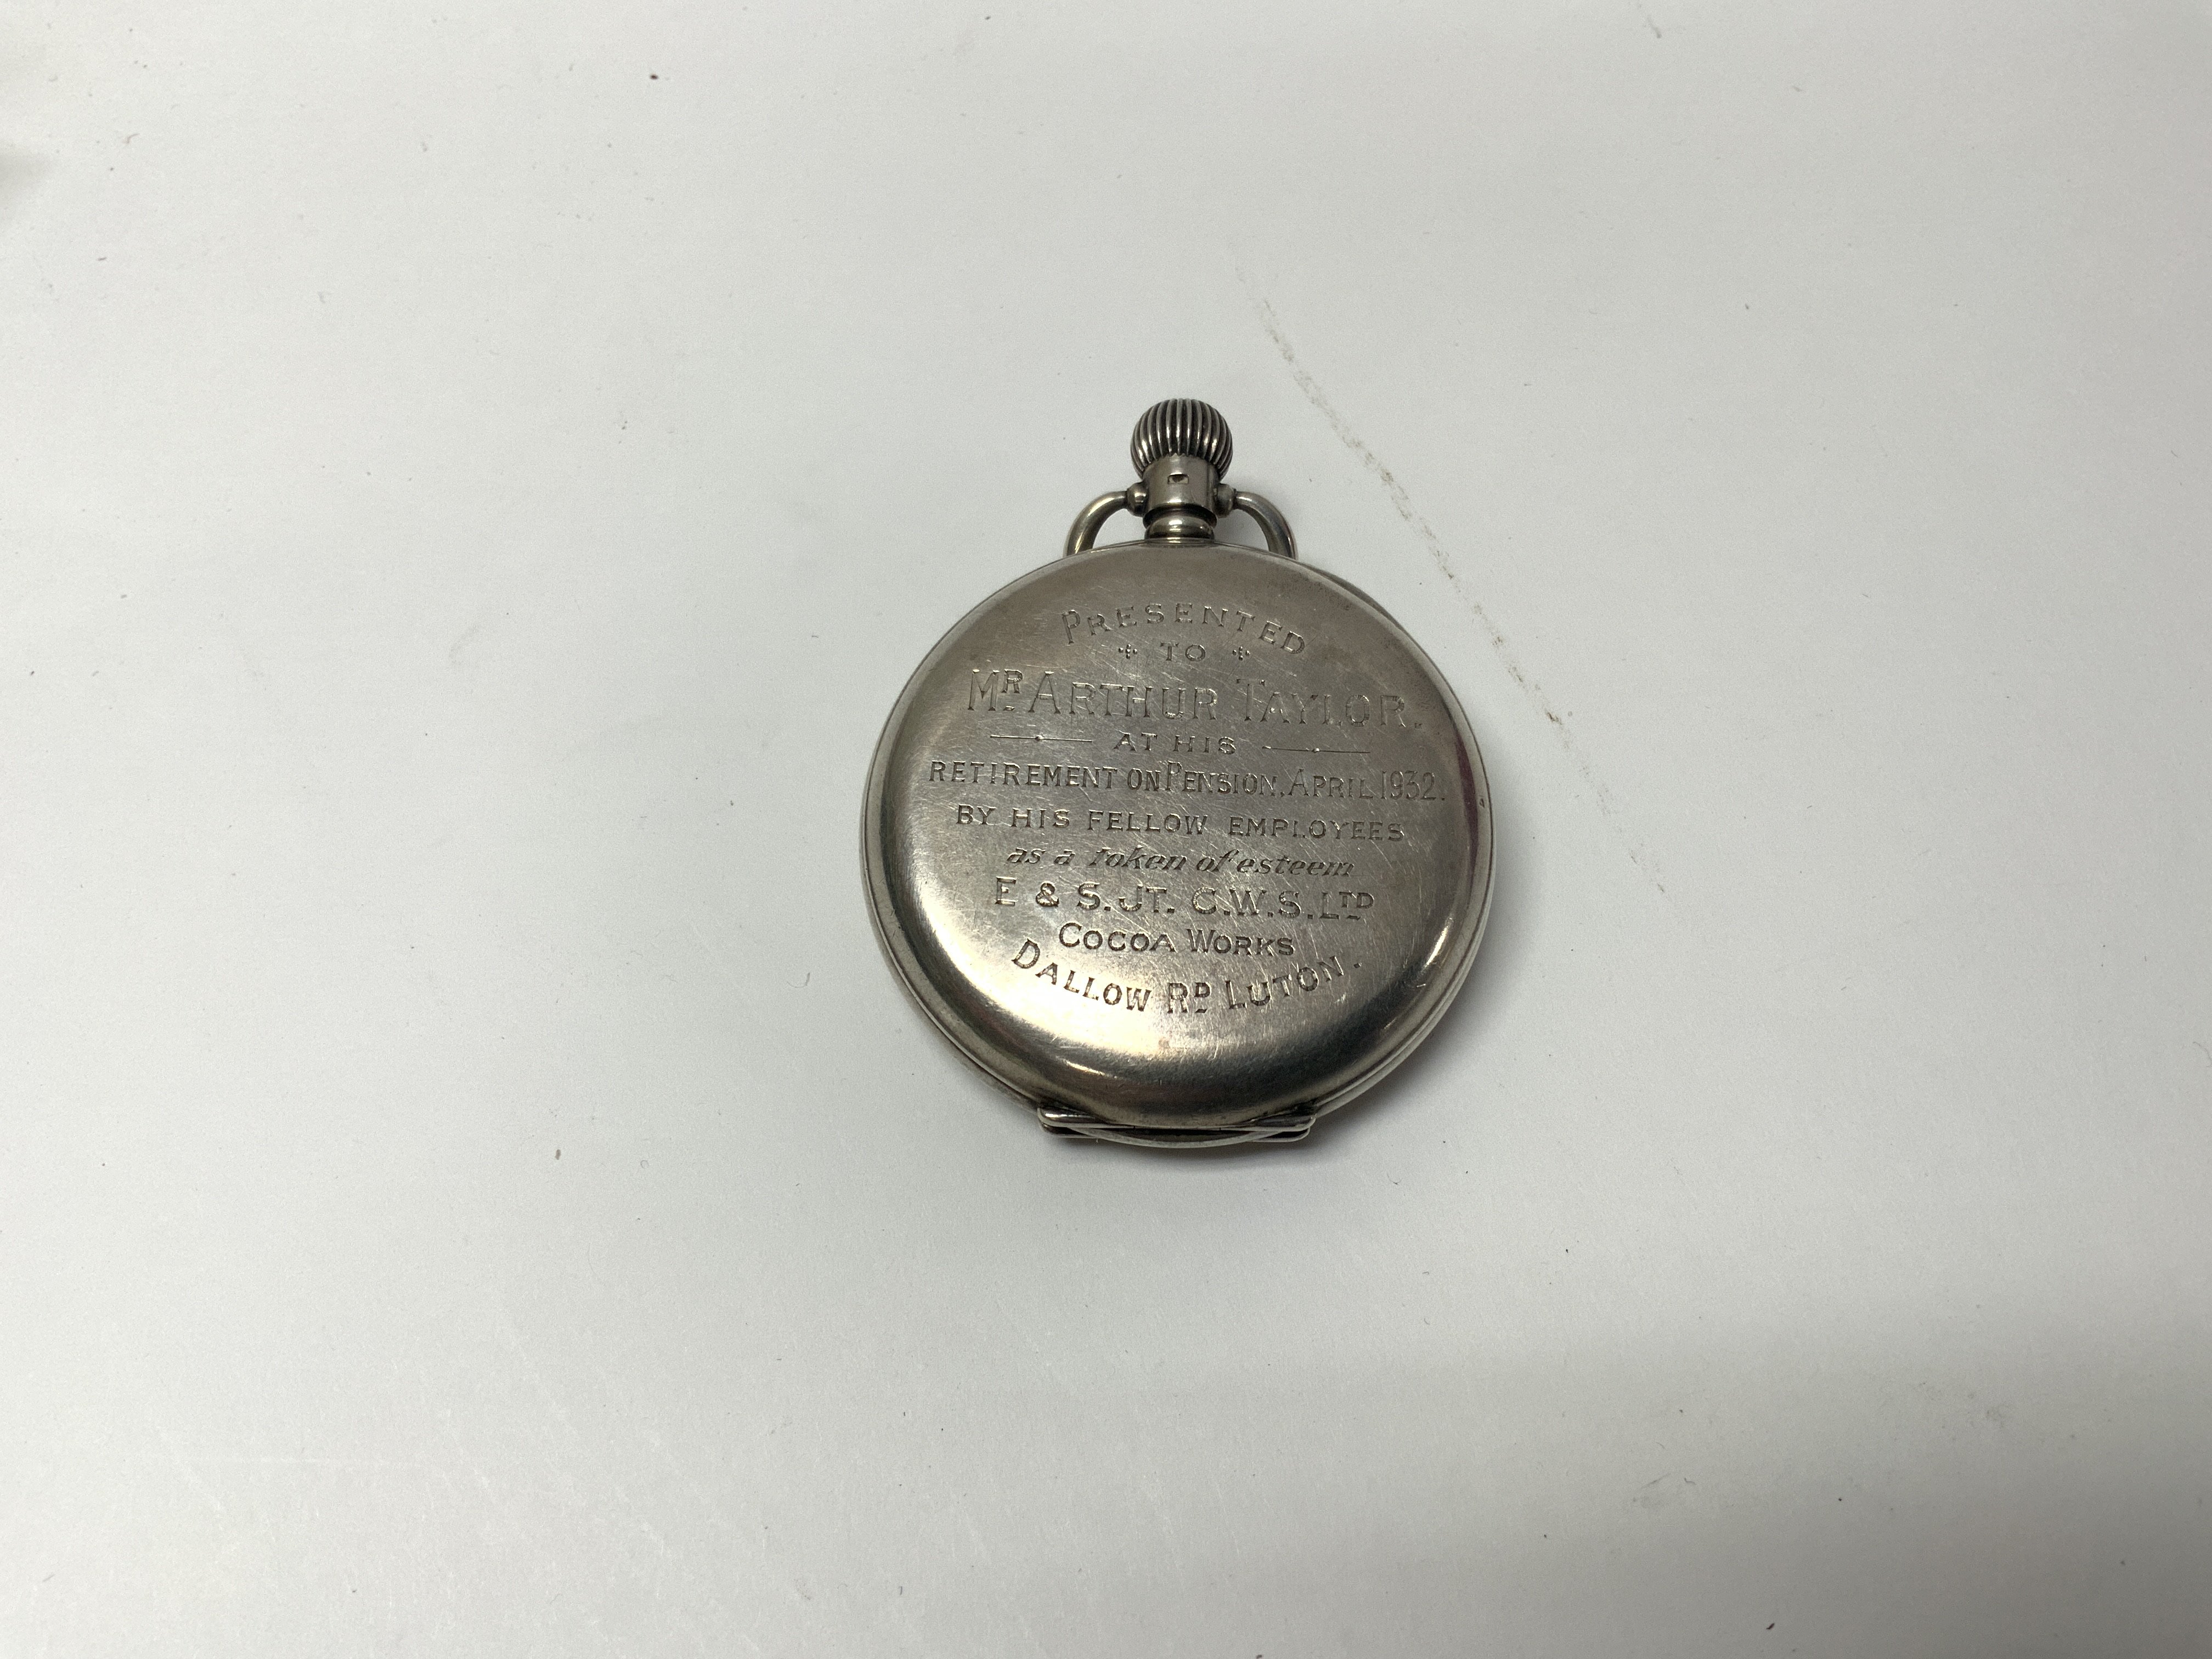 PRESENTED
TO
MR ARTHUR TAYLOR.
AT HIS
RETIREMENT ON PENSION, APRIL 1932.
BY HIS FELLOW EMPLOYEES
as a token of esteem
E & S. JT. C.W.S. LTD
COCOA WORKS
DALLOW RD LUTON.